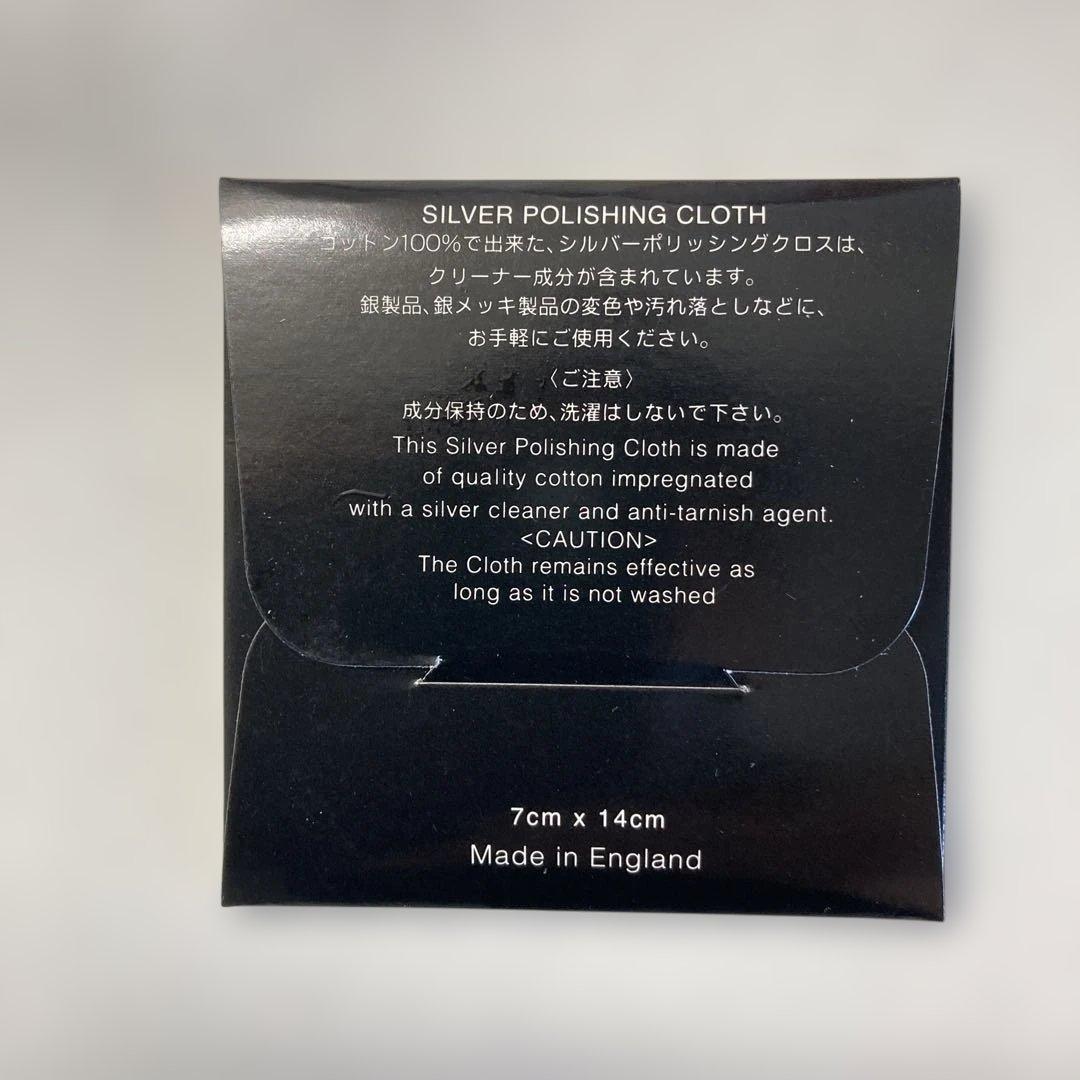 SILVER POLISHING CLOTH
コットン100%で出来た、シルバーポリッシングクロスは、
クリーナー成分が含まれています。
銀製品、銀メッキ製品の変色や汚れ落としなどに、
お手軽にご使用ください。
〈ご注意〉
成分保持のため、洗濯はしないで下さい。
This Silver Polishing Cloth is made
of quality cotton impregnated
with a silver cleaner and anti-tarnish agent.
<CAUTION>
The Cloth remains effective as
long as it is not washed
7cm x 14cm
Made in England